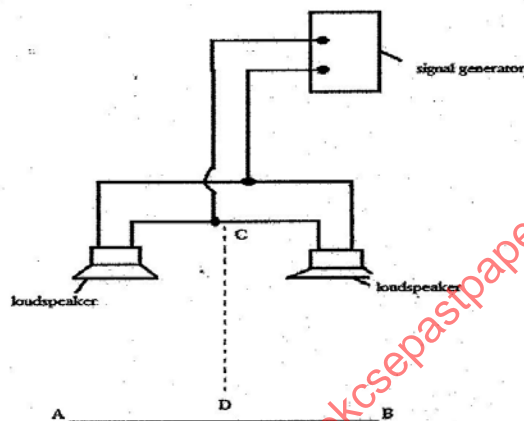 signal generator
C
loudspeaker
loudspeaker
D
A
B
kcsepastpape